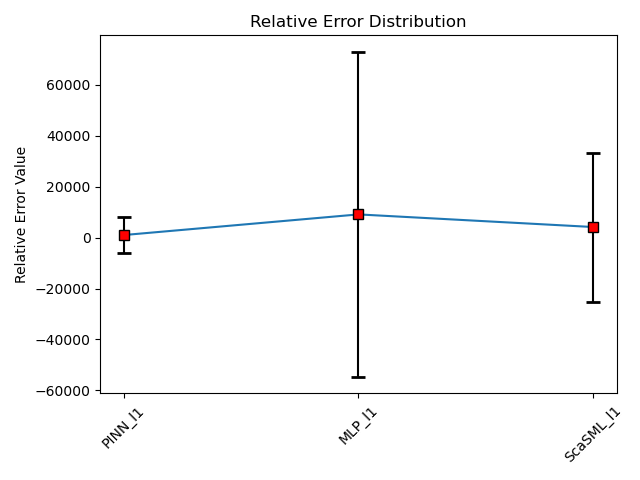 Relative Error Distribution
Relative Error Value
60000
40000
20000
0
−20000
−40000
−60000
PINN_l1
MLP_l1
ScaSML_l1